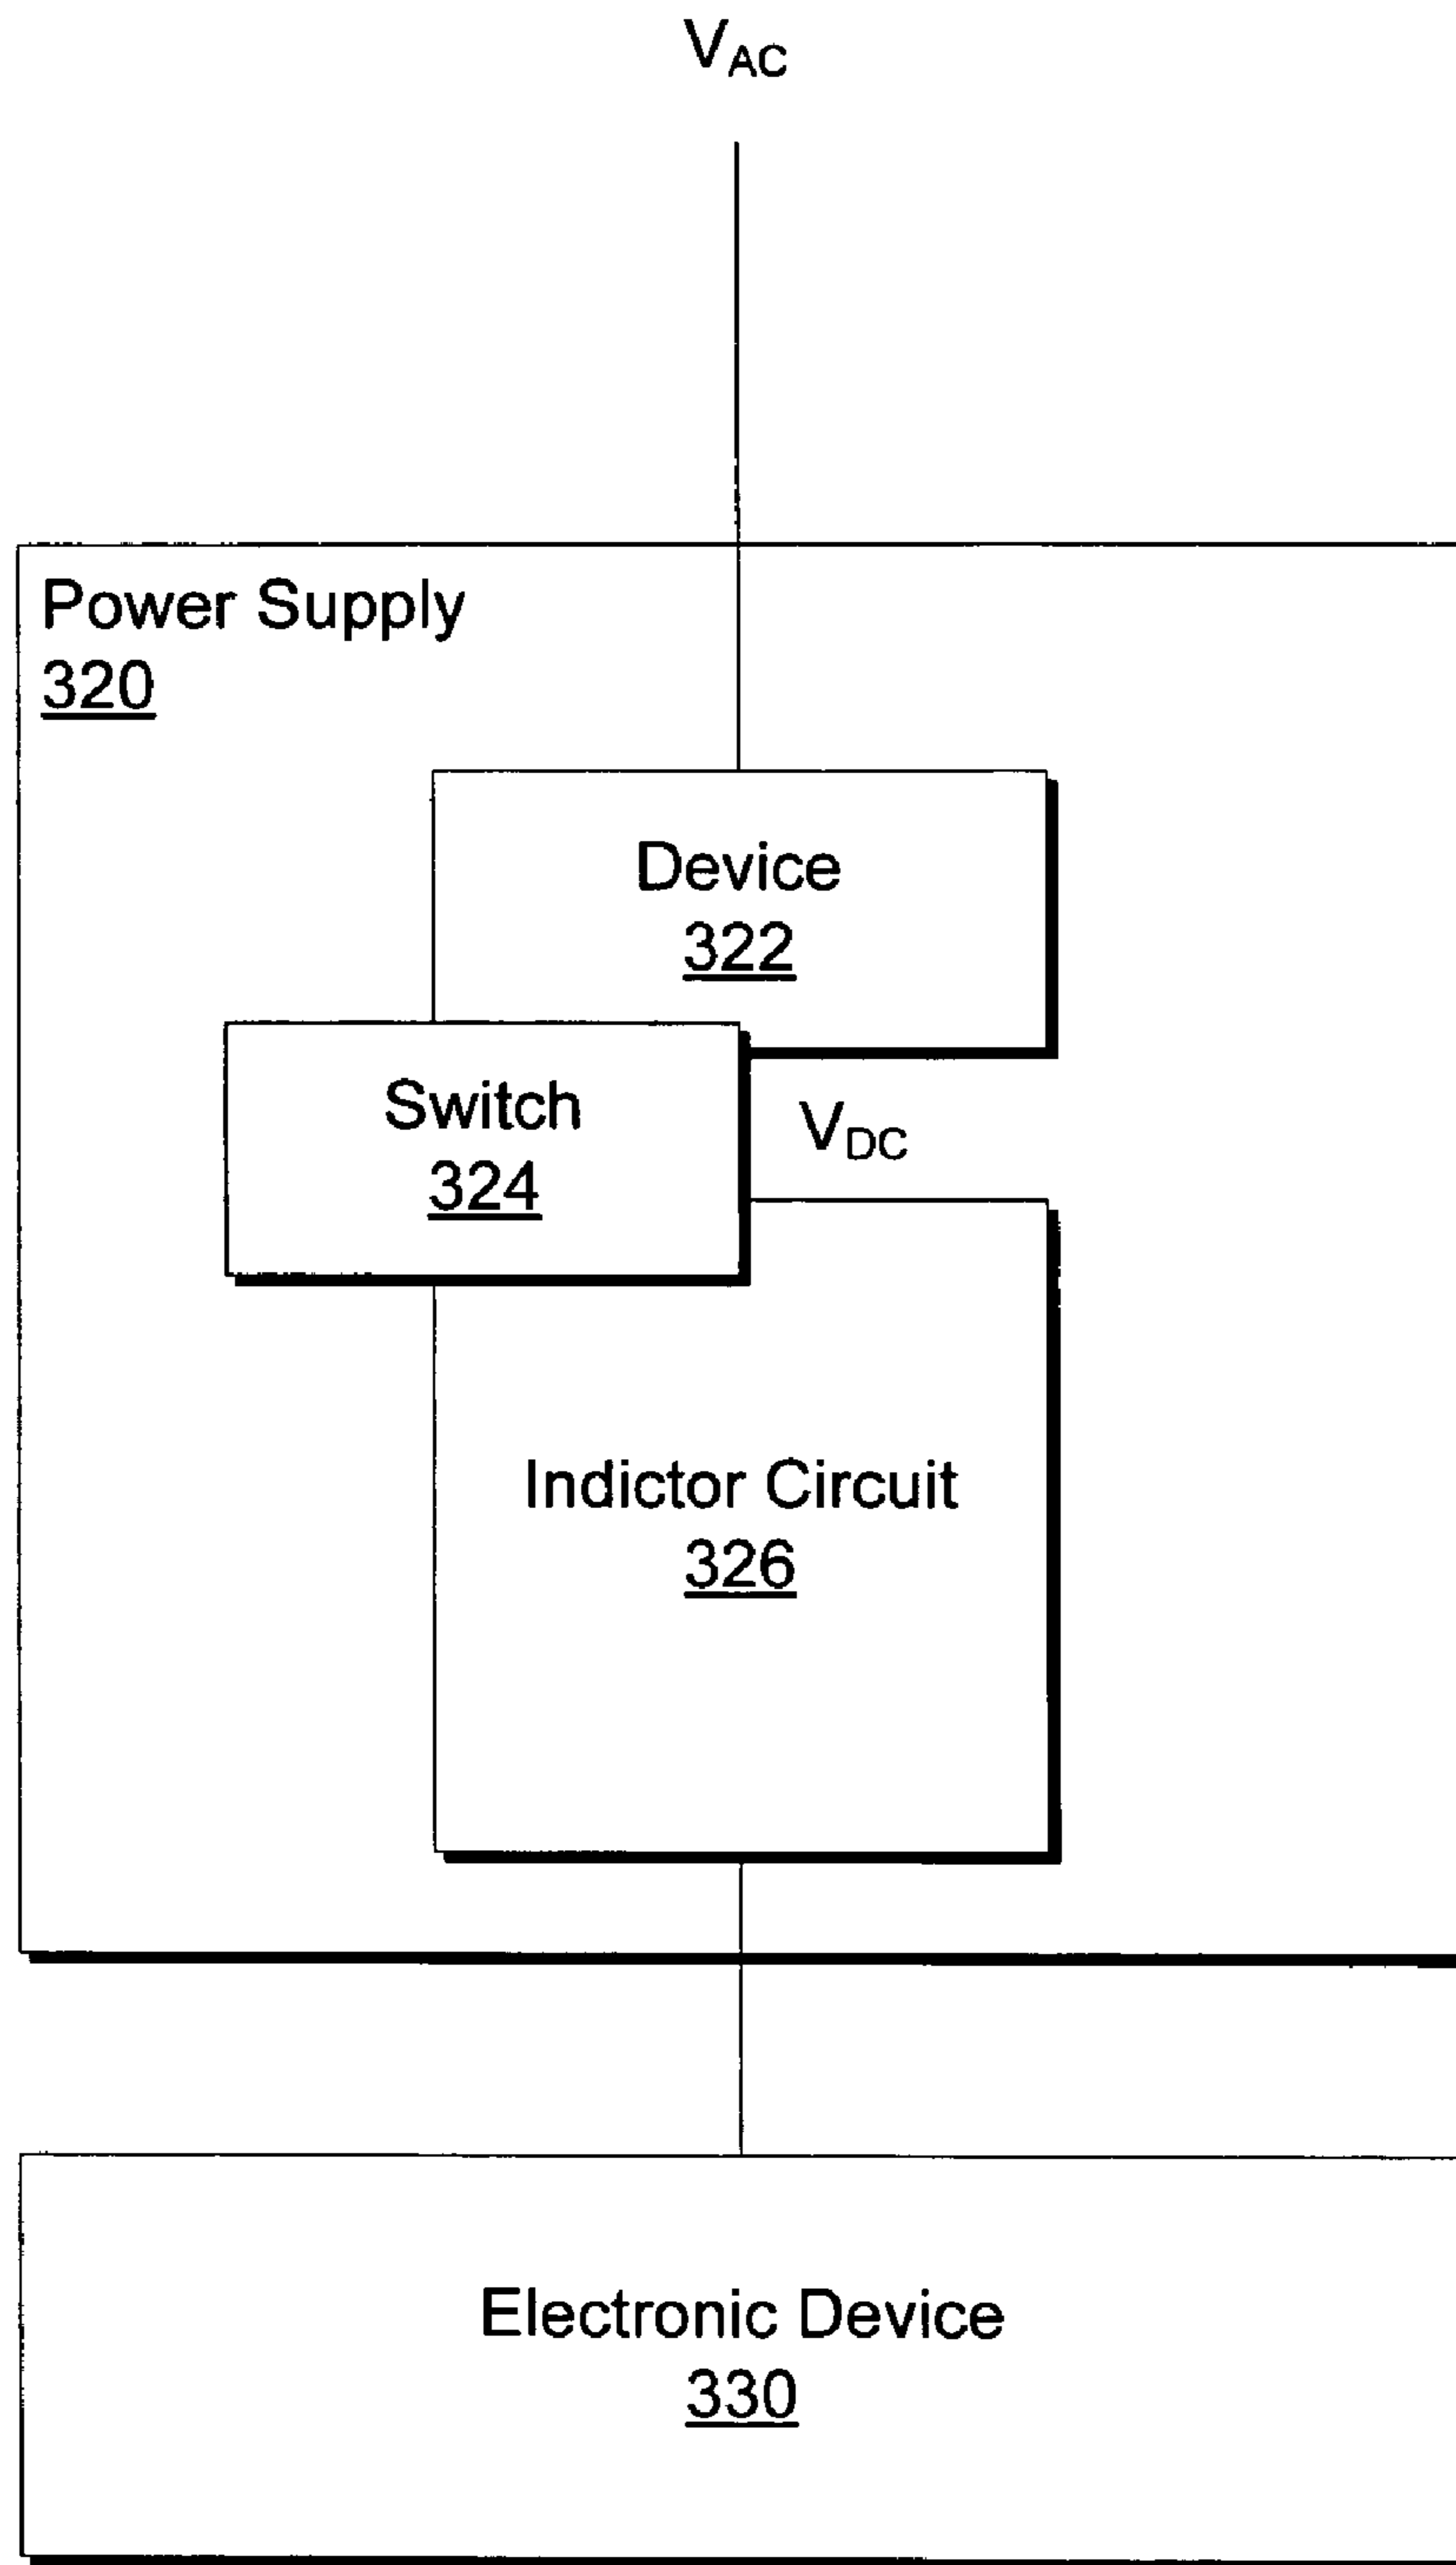 VAC
Power Supply
320
Device
322
Switch
324
VDC
Indictor Circuit
326
Electronic Device
330